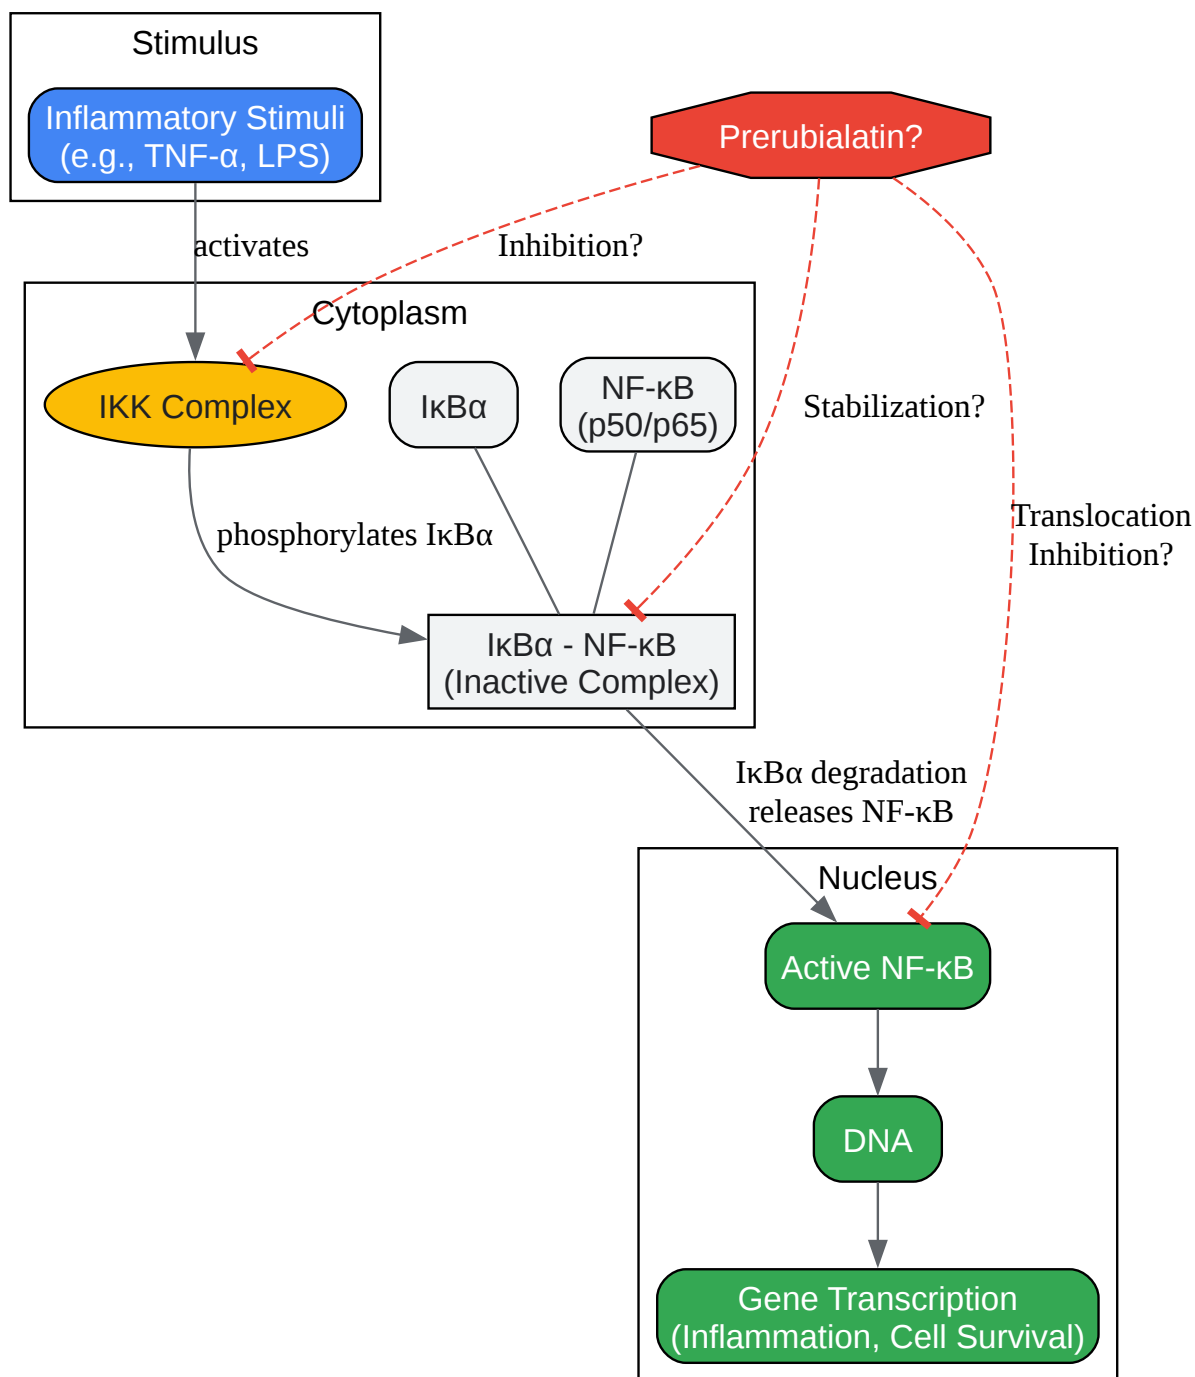 Stimulus
Inflammatory Stimuli
(e.g., TNF-α, LPS)
Prerubialatin?
activates
Inhibition?
Cytoplasm
IKK Complex
IκBα
NF-κB
(p50/p65)
Stabilization?
phosphorylates IκBα
Translocation
Inhibition?
IκBα - NF-κB
(Inactive Complex)
IκBα degradation
releases NF-κB
Nucleus
Active NF-κB
DNA
Gene Transcription
(Inflammation, Cell Survival)